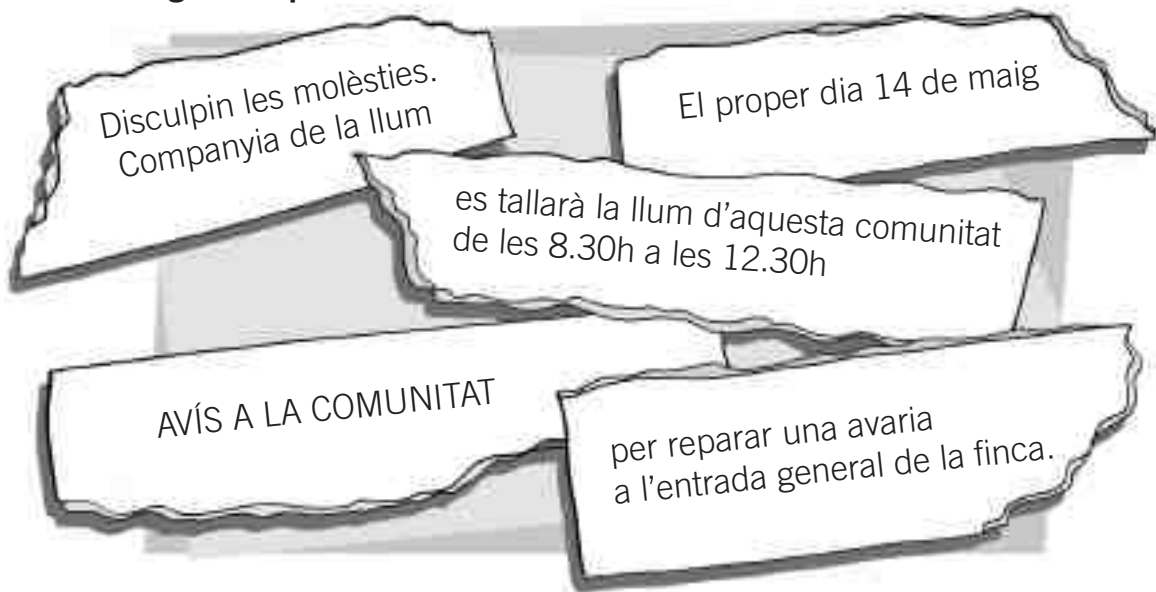 Disculpin les molèsties.
Companyia de la llum
El proper dia 14 de maig
es tallarà la llum d'aquesta comunitat
de les 8.30h a les 12.30h
AVÍS A LA COMUNITAT
per reparar una avaria
a l'entrada general de la finca.